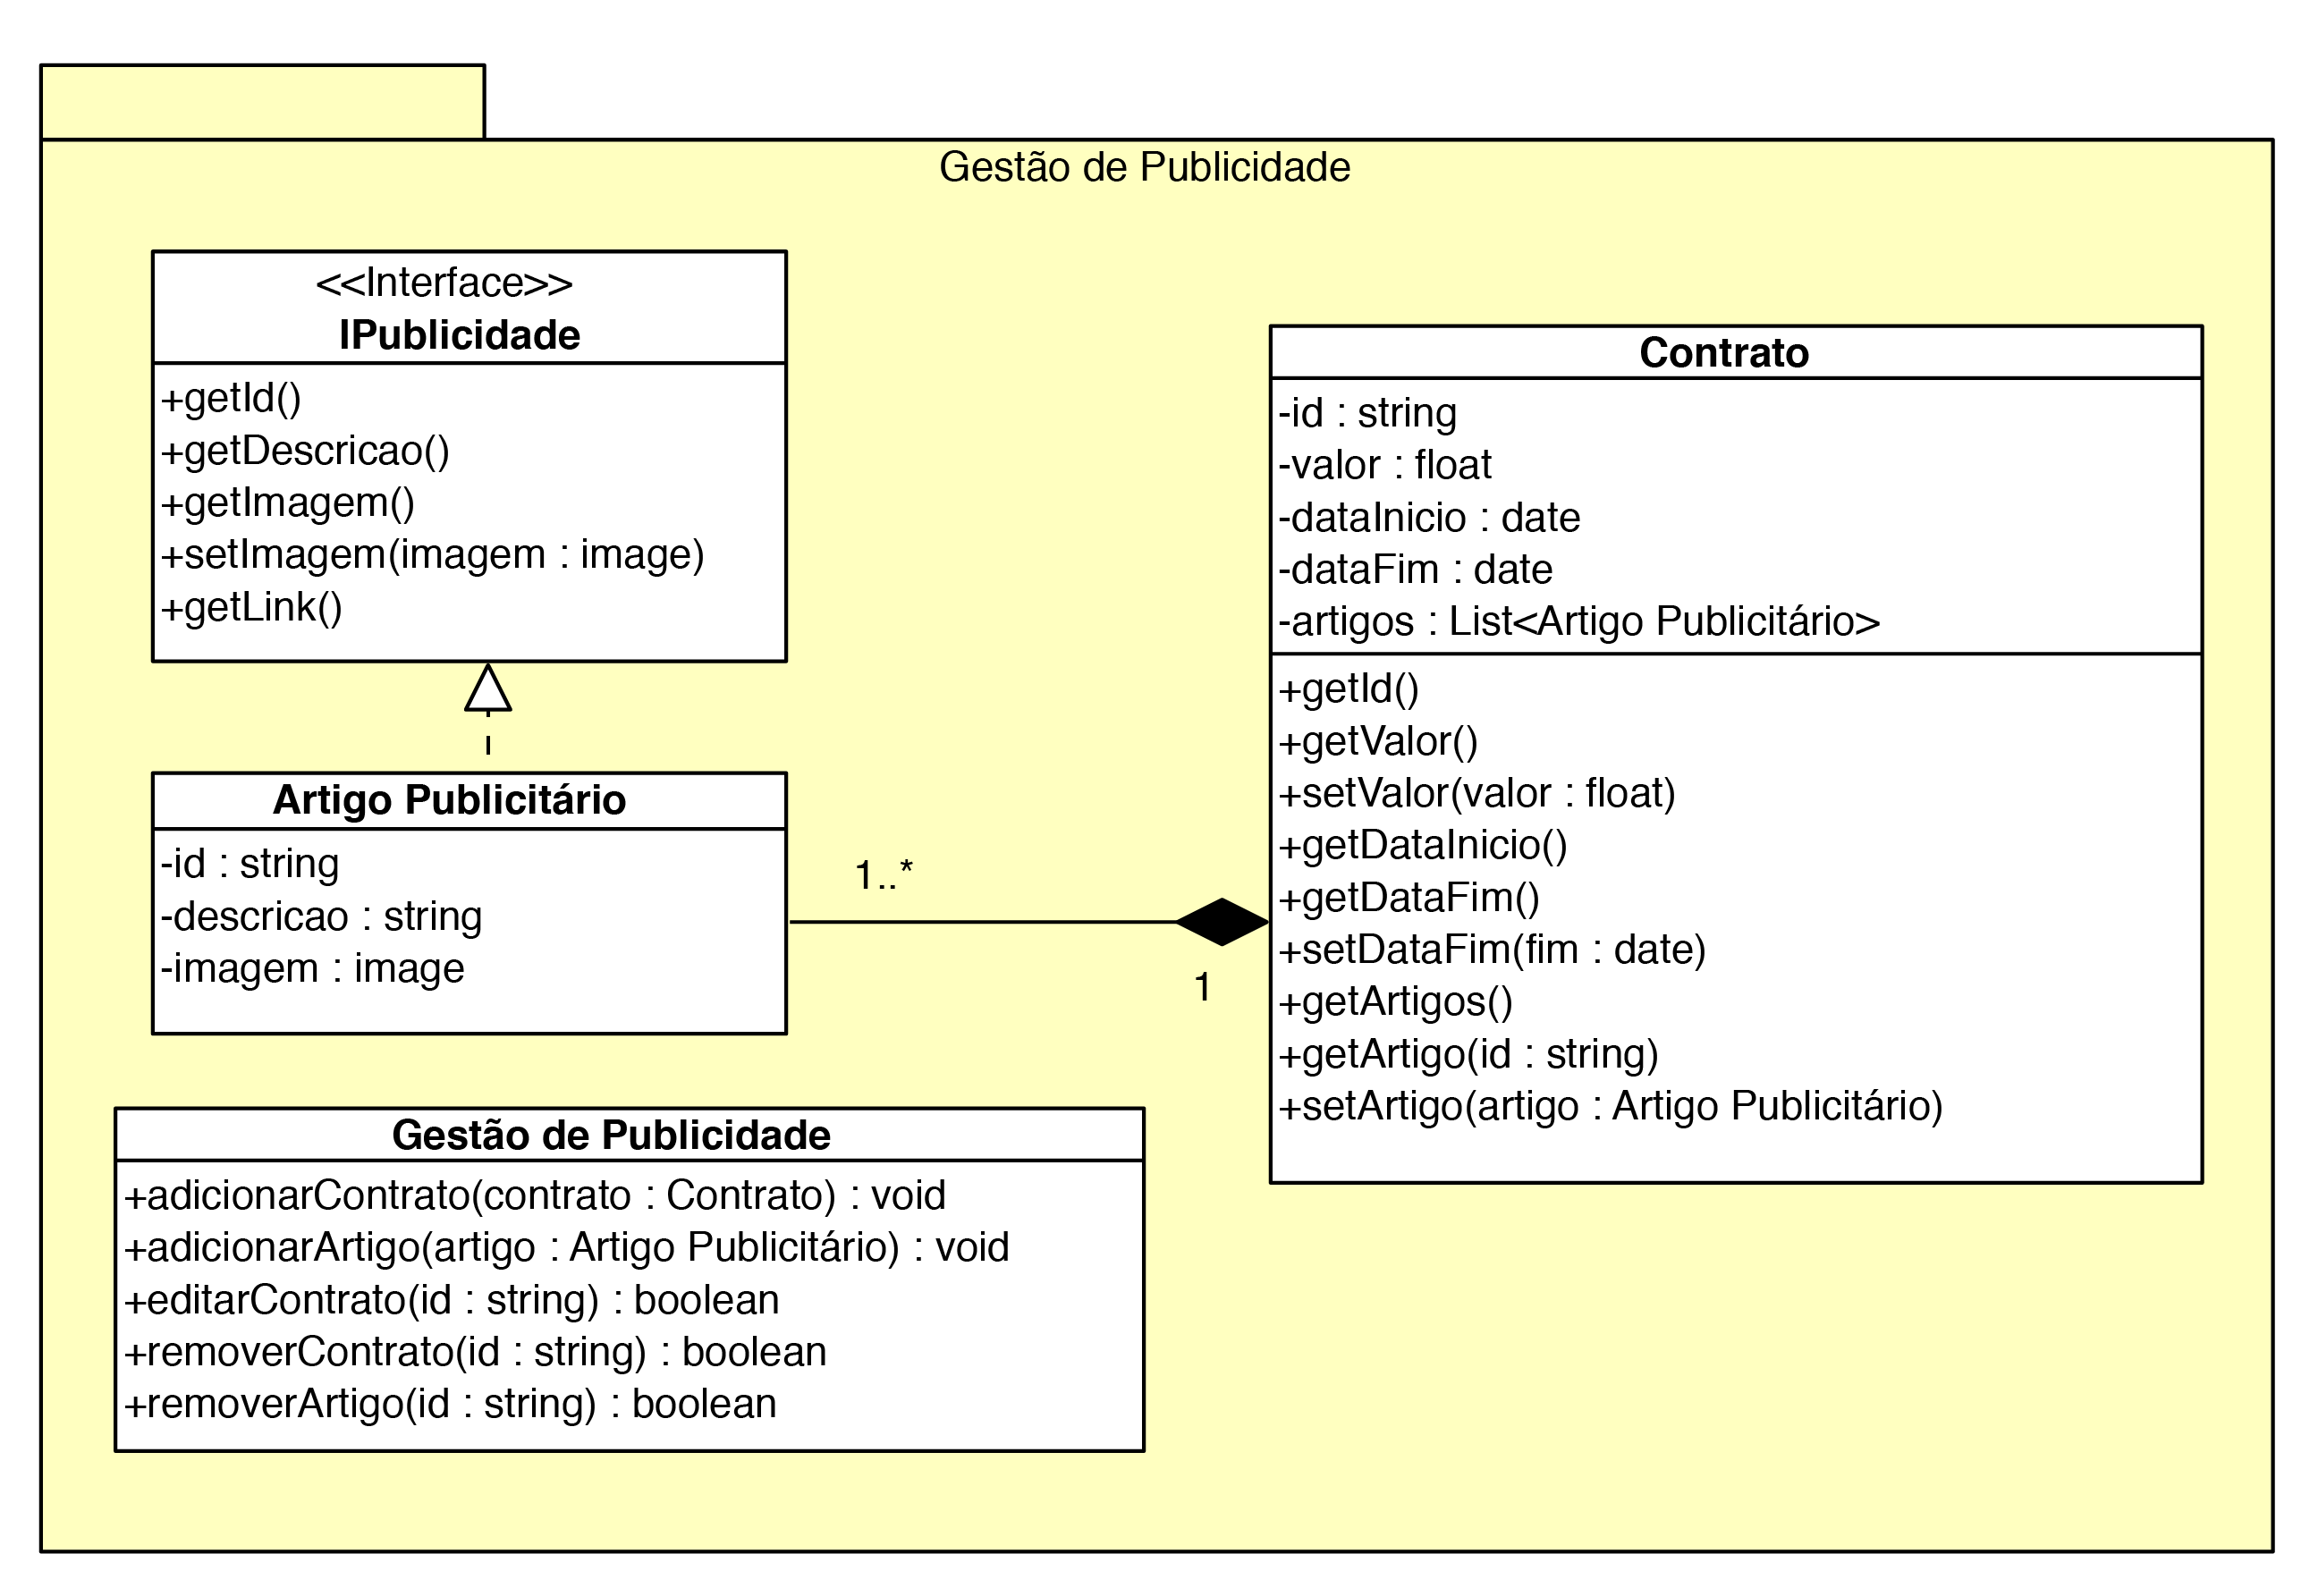 Gestão de Publicidade
<<Interface>>
IPublicidade
+getId()
+getDescricao()
+getImagem()
+setImagem(imagem : image)
+getLink()
Artigo Publicitário
-id : string
-descricao : string
-imagem : image
1..*
1
Contrato
-id : string
-valor : float
-dataInicio : date
-dataFim : date
-artigos : List<Artigo Publicitário>
+getId()
+getValor()
+setValor(valor : float)
+getDataInicio()
+getDataFim()
+setDataFim(fim : date)
+getArtigos()
+getArtigo(id : string)
+setArtigo(artigo : Artigo Publicitário)
Gestão de Publicidade
+adicionarContrato(contrato : Contrato) : void
+adicionarArtigo(artigo : Artigo Publicitário) : void
+editarContrato(id : string) : boolean
+removerContrato(id : string) : boolean
+removerArtigo(id : string) : boolean